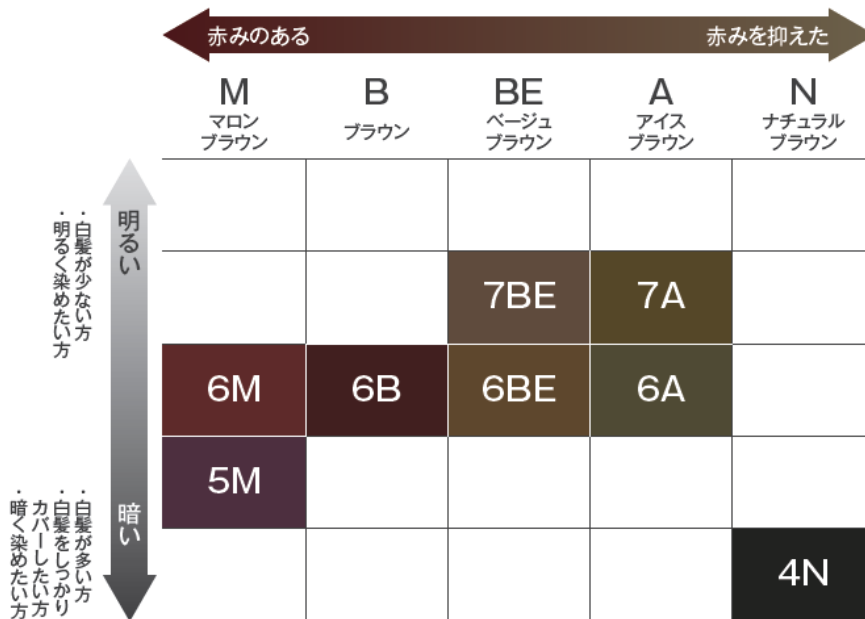 赤みのある 赤みを抑えた
M B BE A N
マロン
ブラウン
ブラウン
ベージュ
ブラウン
アイス
ブラウン
ナチュラル
ブラウン
明るい
・白髪が少ない方
・明るく染めたい方
7BE 7A
6M 6B 6BE 6A
5M
暗い
・白髪が多い方
・白髪をしっかり
カバーしたい方
・暗く染めたい方
4N